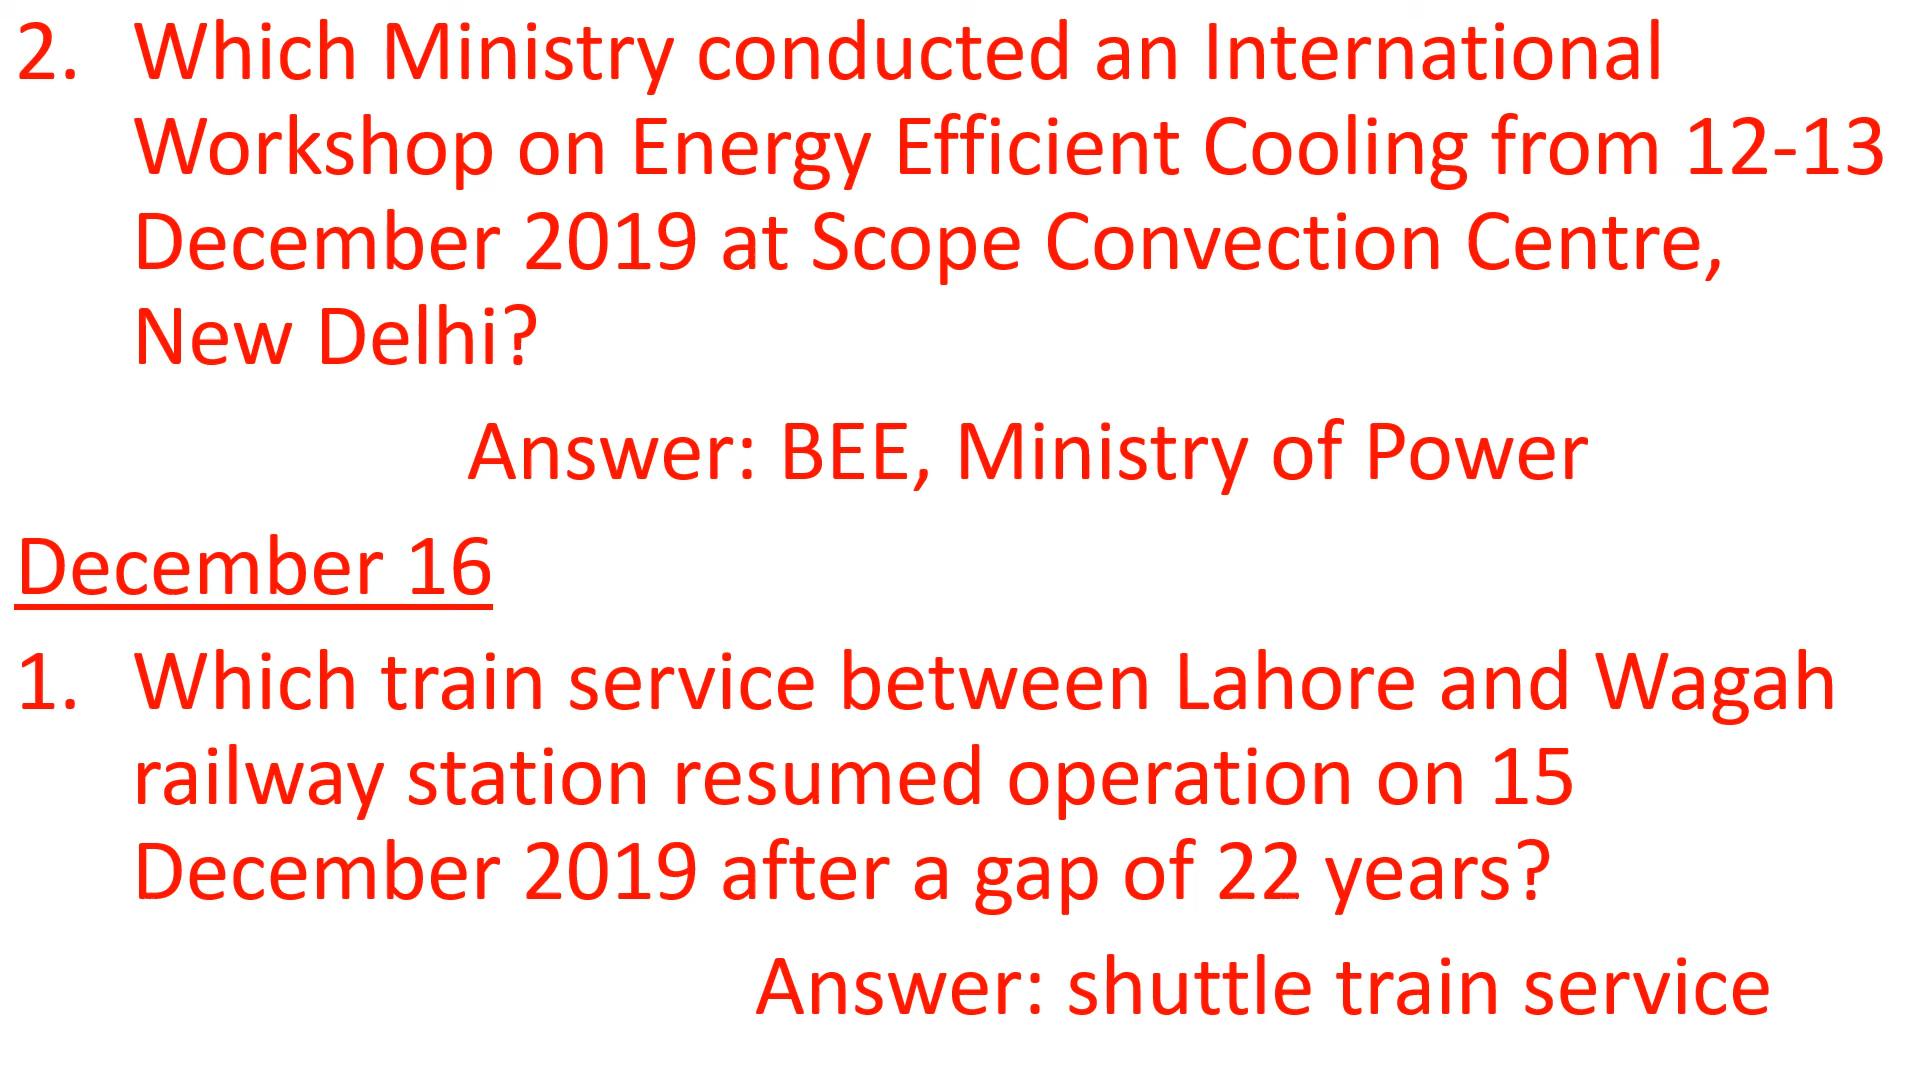 2. Which Ministry conducted an International
Workshop on Energy Efficient Cooling from 12-13
December 2019 at Scope Convection Centre,
New Delhi?
Answer: BEE, Ministry of Power
December 16
1. Which train service between Lahore and Wagah
railway station resumed operation on 15
December 2019 after a gap of 22 years?
Answer: shuttle train service